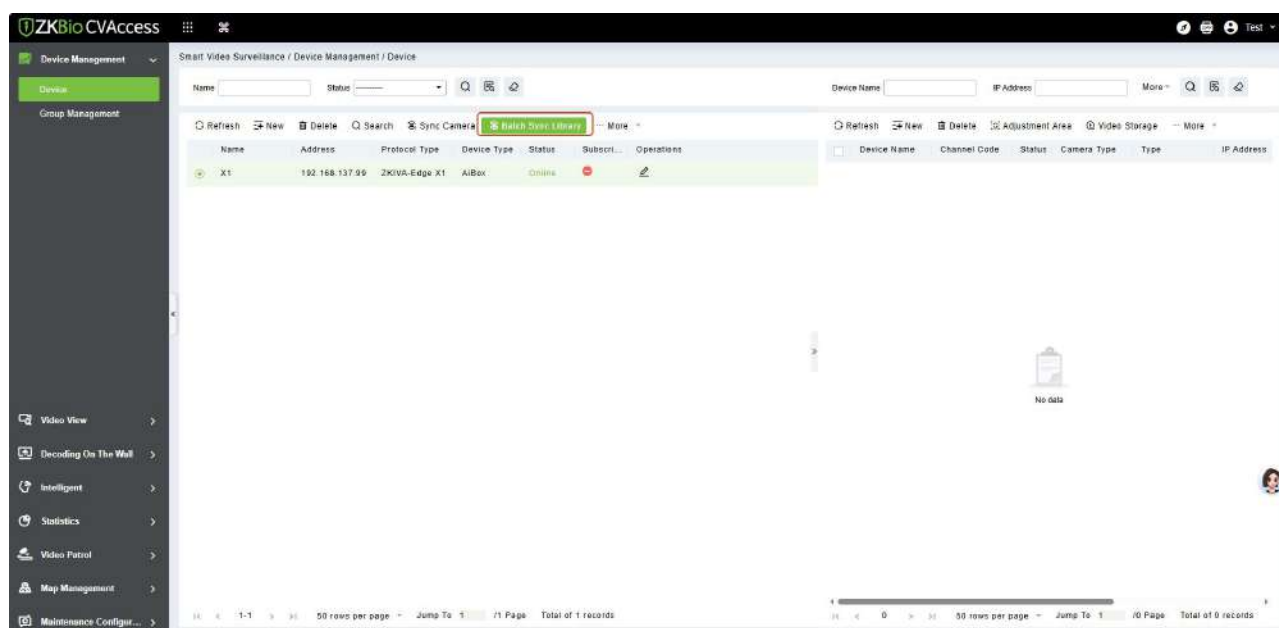 ZKBio CVAccess
Test
Device Management
Smart Video Surveillance / Device Management / Device
Device
Group Management
Name
Status
Device Name
IP Address
More
Refresh New Delete Search Sync Camera Batch Sync Library ··· More
Refresh New Delete Adjustment Area Video Storage ··· More
Name Address Protocol Type Device Type Status Subscri... Operations
Device Name Channel Code Status Camera Type Type IP Address
X1 192.168.137.99 ZKIVA-Edge X1 AiBox Online
No data
Video View
Decoding On The Wall
Intelligent
Statistics
Video Patrol
Map Management
Maintenance Configur...
1-1 50 rows per page Jump To 1 /1 Page Total of 1 records
0 50 rows per page Jump To 1 /0 Page Total of 0 records